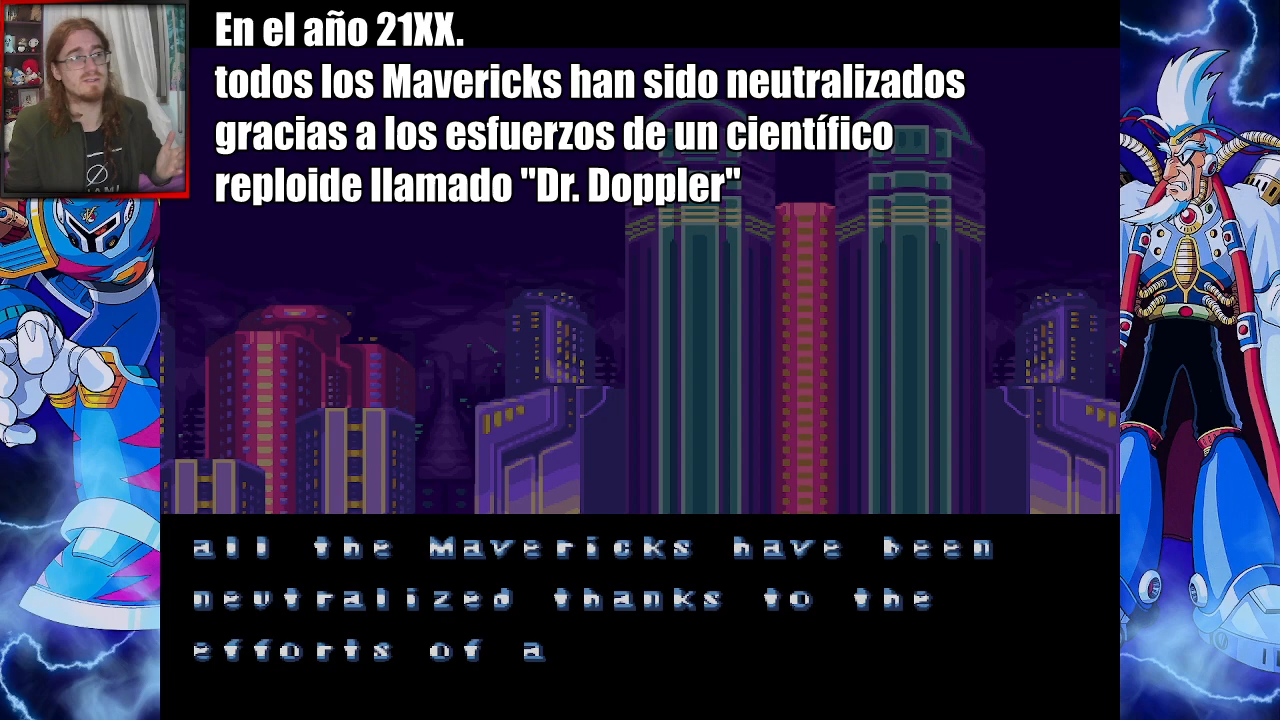 En el año 21XX.
todos los Mavericks han sido neutralizados
gracias a los esfuerzos de un científico
reploide llamado "Dr. Doppler"
all the Mavericks have been
neutralized thanks to the
efforts of a